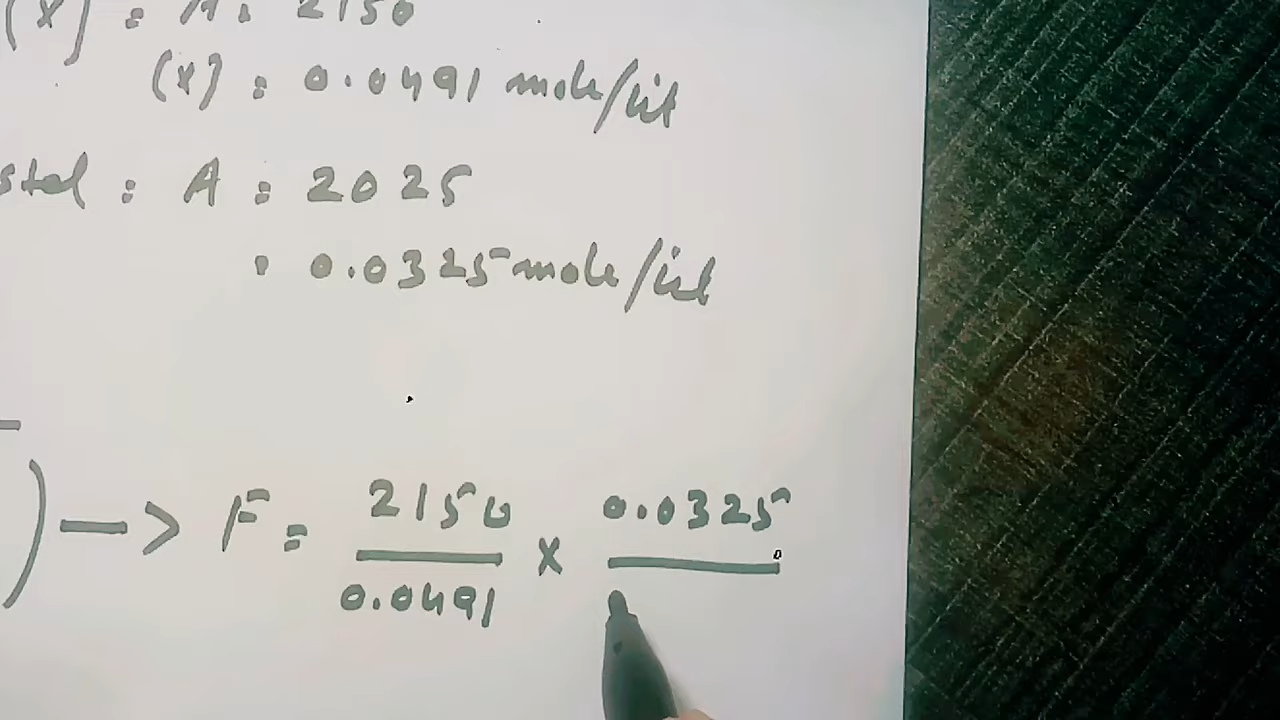 (x) : A : 2150
(x) : 0.0491 mole/lit
: A : 2025
: 0.0325 mole/lit
) -> F = 2150 / 0.0491 x 0.0325 /